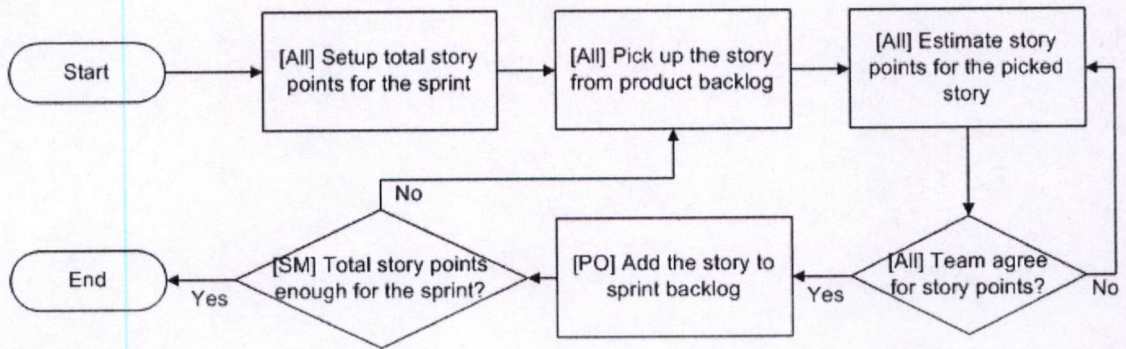 Start
[All] Setup total story
points for the sprint
[All] Pick up the story
from product backlog
[All] Estimate story
points for the picked
story
No
End
Yes
[SM] Total story points
enough for the sprint?
[PO] Add the story to
sprint backlog
Yes
[All] Team agree
for story points?
No